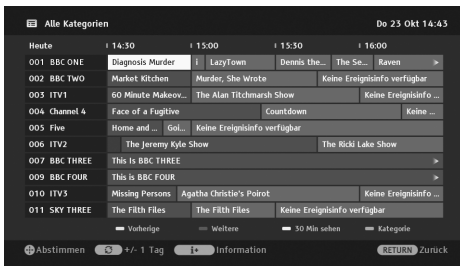 Alle Kategorien Do 23 Okt 14:43
Heute 14:30 15:00 15:30 16:00
001 BBC ONE Diagnosis Murder i LazyTown Dennis the... The Se... Raven
002 BBC TWO Market Kitchen Murder, She Wrote Keine Ereignisinfo verfügbar
003 ITV1 60 Minute Makeov... The Alan Titchmarsh Show Keine Ereignisinfo ...
004 Channel 4 Face of a Fugitive Countdown Keine ...
005 Five Home and ... Goi... Keine Ereignisinfo verfügbar
006 ITV2 The Jeremy Kyle Show The Ricki Lake Show
007 BBC THREE This Is BBC THREE
009 BBC FOUR This is BBC FOUR
010 ITV3 Missing Persons Agatha Christie's Poirot Keine Ereignisinfo ...
011 SKY THREE The Filth Files The Filth Files Keine Ereignisinfo verfügbar
Vorherige Weitere 30 Min sehen Kategorie
Abstimmen +/- 1 Tag i+ Information RETURN Zurück